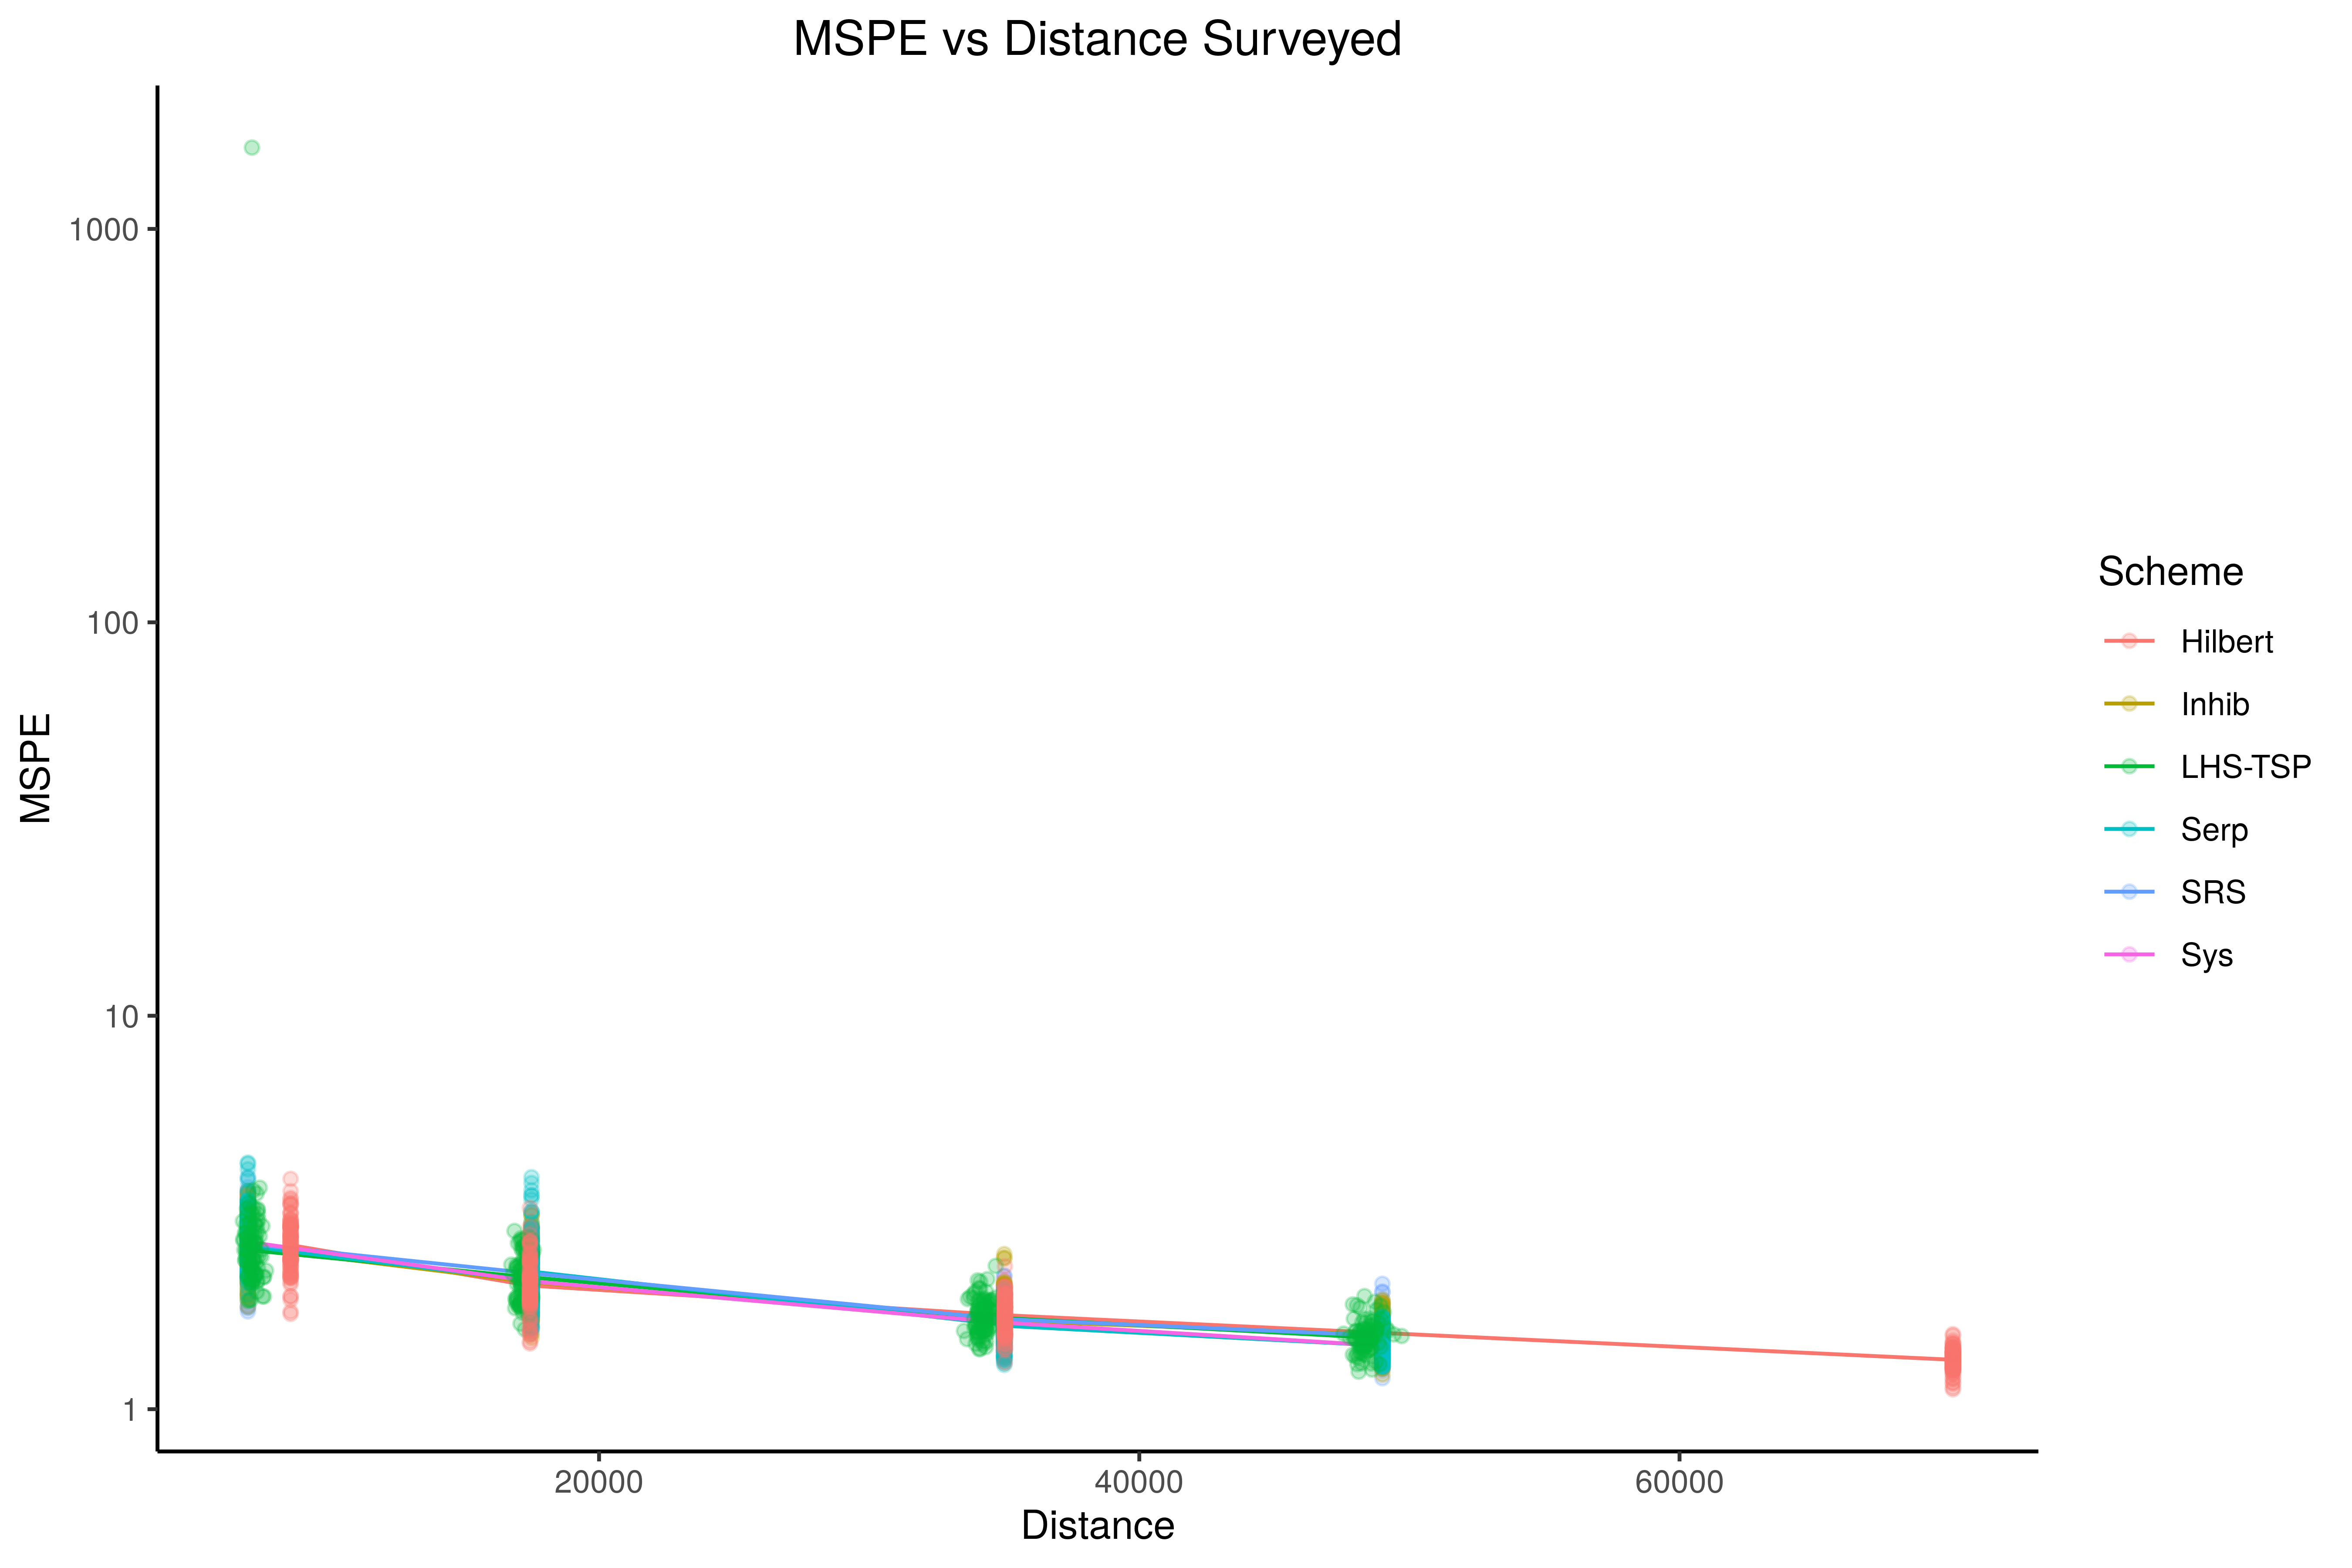 MSPE vs Distance Surveyed
MSPE
1000
100
10
1
20000
40000
60000
Distance
Scheme
Hilbert
Inhib
LHS-TSP
Serp
SRS
Sys